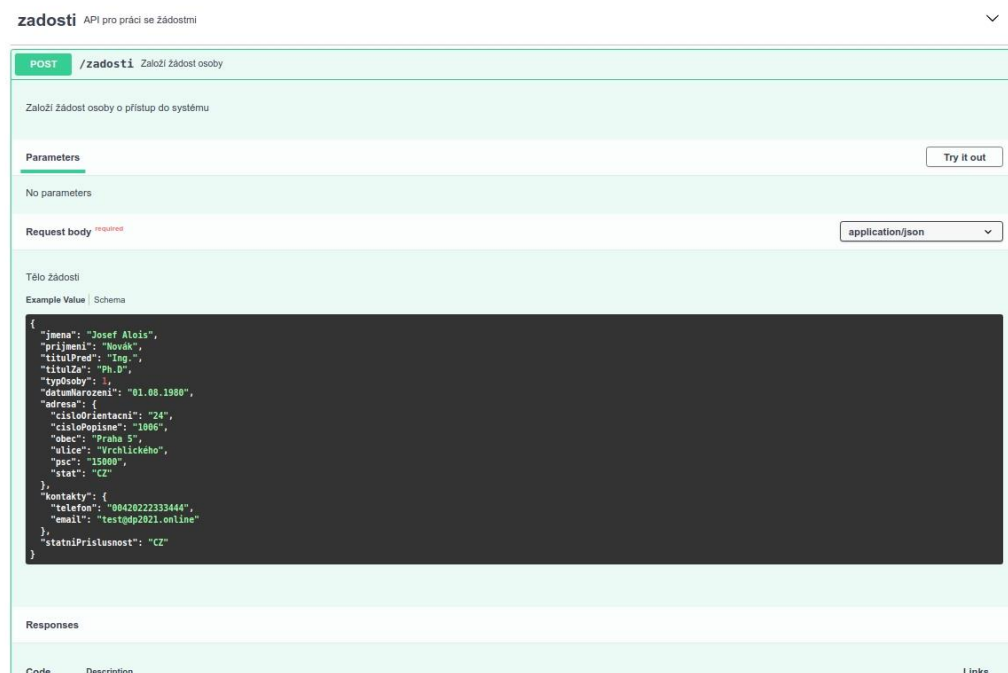 zadosti API pro práci se žádostmi
POST /zadosti Založí žádost osoby
Založí žádost osoby o přístup do systému
Parameters Try it out
No parameters
Request body required application/json
Tělo žádosti
Example Value Schema
{
"jmena": "Josef Alois",
"prijmeni": "Novák",
"titulPred": "Ing.",
"titulZa": "Ph.D",
"typOsoby": 1,
"datumNarozeni": "01.08.1980",
"adresa": {
"cisloOrientacni": "24",
"cisloPopisne": "1006",
"obec": "Praha 5",
"ulice": "Vrchlického",
"psc": "15000",
"stat": "CZ"
},
"kontakty": {
"telefon": "00420222333444",
"email": "test@dp2021.online"
},
"statniPrislusnost": "CZ"
}
Responses
Code Description Links